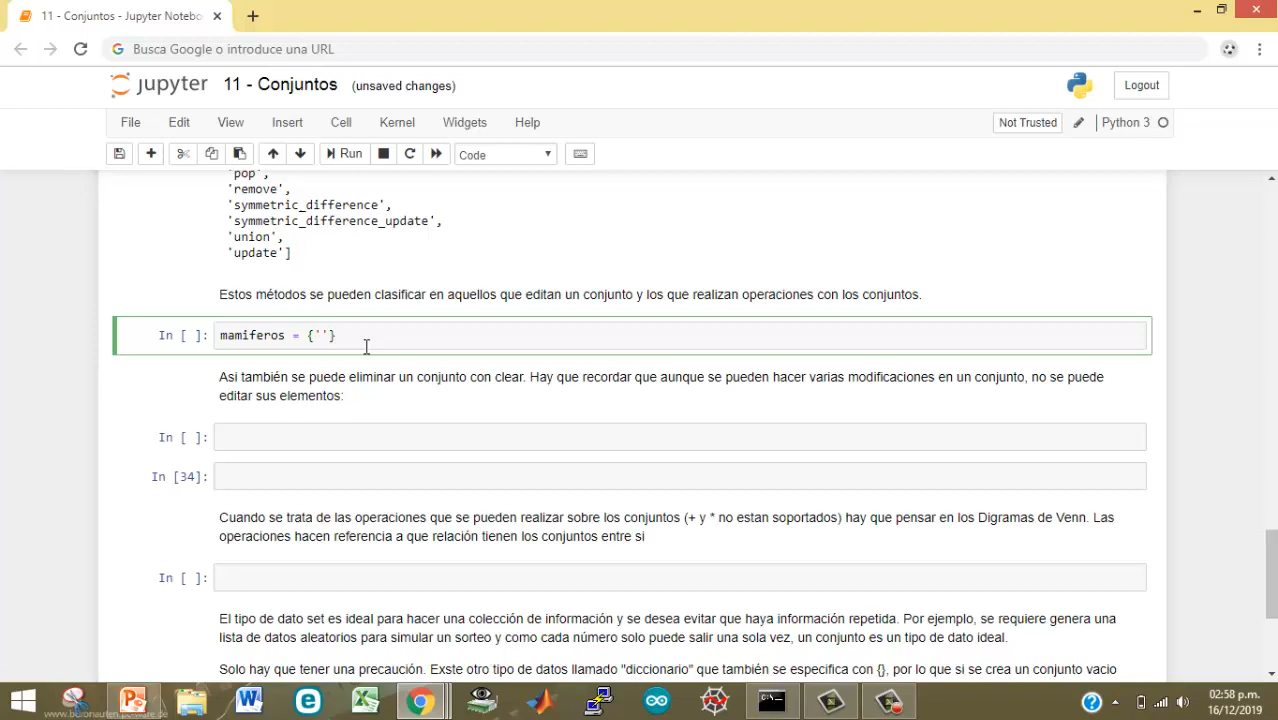 11 - Conjuntos - Jupyter Notebo
Busca Google o introduce una URL
jupyter 11 - Conjuntos (unsaved changes)
Logout
File Edit View Insert Cell Kernel Widgets Help
Not Trusted Python 3
Run Code
'pop',
'remove',
'symmetric_difference',
'symmetric_difference_update',
'union',
'update']
Estos métodos se pueden clasificar en aquellos que editan un conjunto y los que realizan operaciones con los conjuntos.
In [ ]: mamiferos = {''}
Asi también se puede eliminar un conjunto con clear. Hay que recordar que aunque se pueden hacer varias modificaciones en un conjunto, no se puede
editar sus elementos:
In [ ]:
In [34]:
Cuando se trata de las operaciones que se pueden realizar sobre los conjuntos (+ y * no estan soportados) hay que pensar en los Digramas de Venn. Las
operaciones hacen referencia a que relación tienen los conjuntos entre si
In [ ]:
El tipo de dato set es ideal para hacer una colección de información y se desea evitar que haya información repetida. Por ejemplo, se requiere genera una
lista de datos aleatorios para simular un sorteo y como cada número solo puede salir una sola vez, un conjunto es un tipo de dato ideal.
Solo hay que tener una precaución. Exste otro tipo de datos llamado "diccionario" que también se especifica con {}, por lo que si se crea un conjunto vacio
02:58 p.m.
16/12/2019